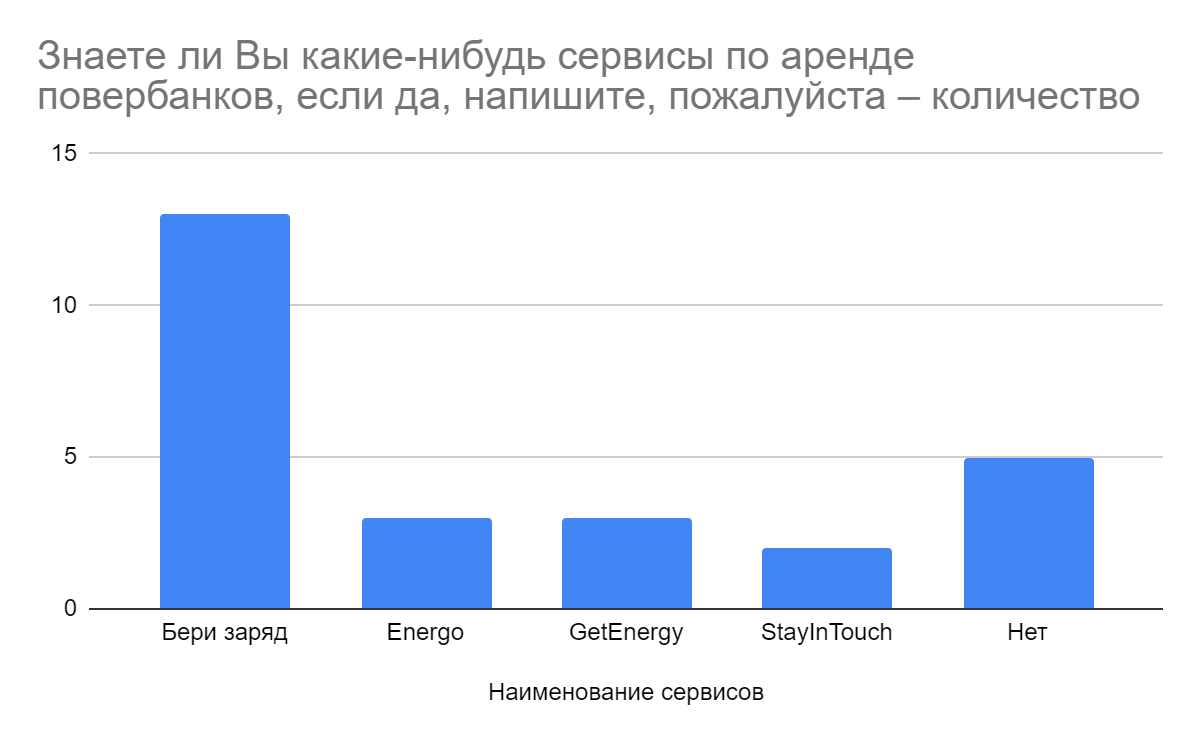 Знаете ли Вы какие-нибудь сервисы по аренде
повербанков, если да, напишите, пожалуйста – количество
15
10
5
0
Бери заряд
Energo
GetEnergy
StayInTouch
Нет
Наименование сервисов